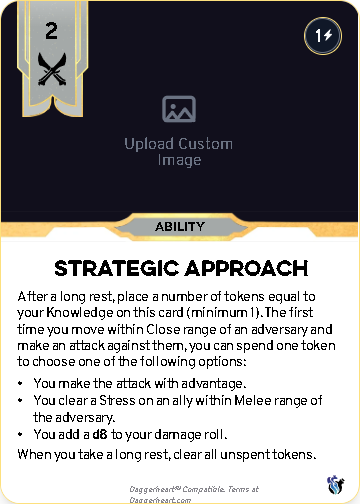 2
1
Upload Custom
Image
ABILITY
STRATEGIC APPROACH
After a long rest, place a number of tokens equal to
your Knowledge on this card (minimum 1). The first
time you move within Close range of an adversary and
make an attack against them, you can spend one token
to choose one of the following options:
• You make the attack with advantage.
• You clear a Stress on an ally within Melee range of
the adversary.
• You add a d8 to your damage roll.
When you take a long rest, clear all unspent tokens.
Daggerheart℠ Compatible. Terms at
Daggerheart.com